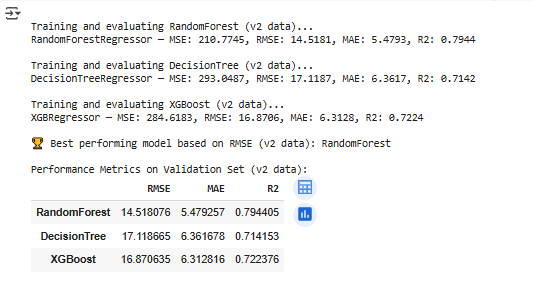 Training and evaluating RandomForest (v2 data)...
RandomForestRegressor — MSE: 210.7745, RMSE: 14.5181, MAE: 5.4793, R2: 0.7944
Training and evaluating DecisionTree (v2 data)...
DecisionTreeRegressor — MSE: 293.0487, RMSE: 17.1187, MAE: 6.3617, R2: 0.7142
Training and evaluating XGBoost (v2 data)...
XGBRegressor — MSE: 284.6183, RMSE: 16.8706, MAE: 6.3128, R2: 0.7224
🏆 Best performing model based on RMSE (v2 data): RandomForest
Performance Metrics on Validation Set (v2 data):
RMSE MAE R2
RandomForest 14.518076 5.479257 0.794405
DecisionTree 17.118665 6.361678 0.714153
XGBoost 16.870635 6.312816 0.722376